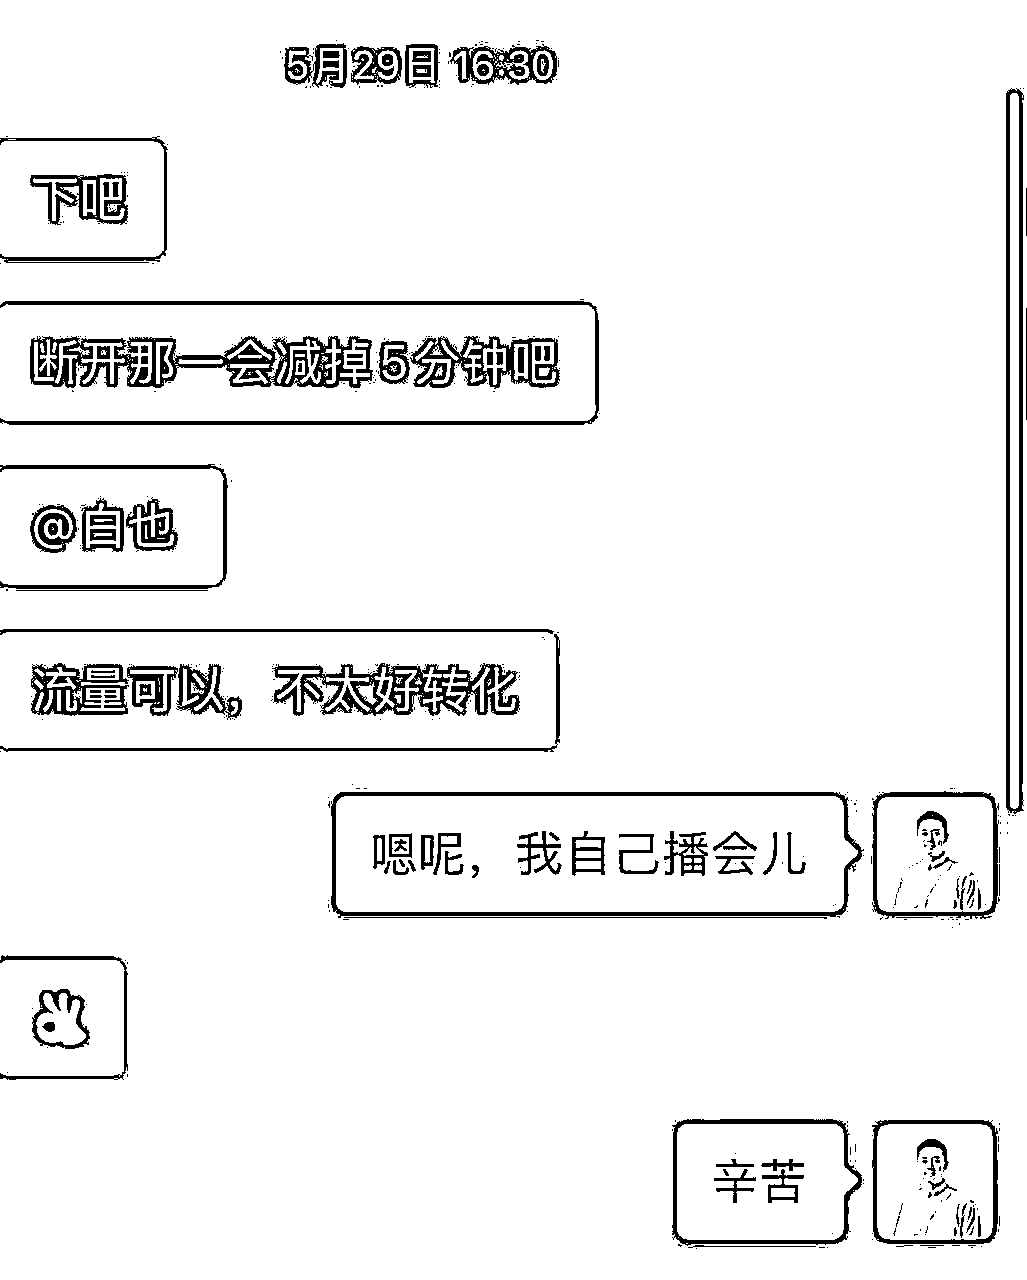 5月29日 16:30
下吧
断开那一会减掉5分钟吧
@白也
流量可以，不太好转化
嗯呢，我自己播会儿
辛苦